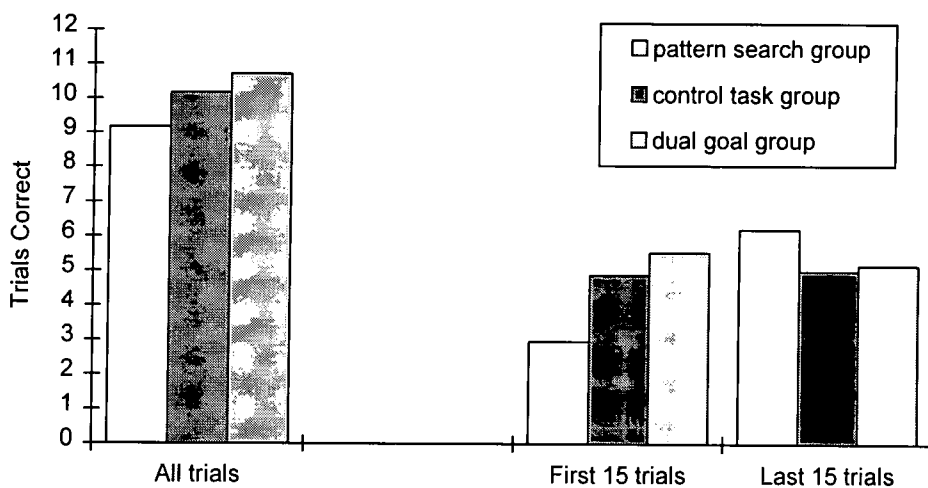 12
11
10
9
8
7
6
5
4
3
2
1
0
Trials Correct
pattern search group
control task group
dual goal group
All trials
First 15 trials
Last 15 trials